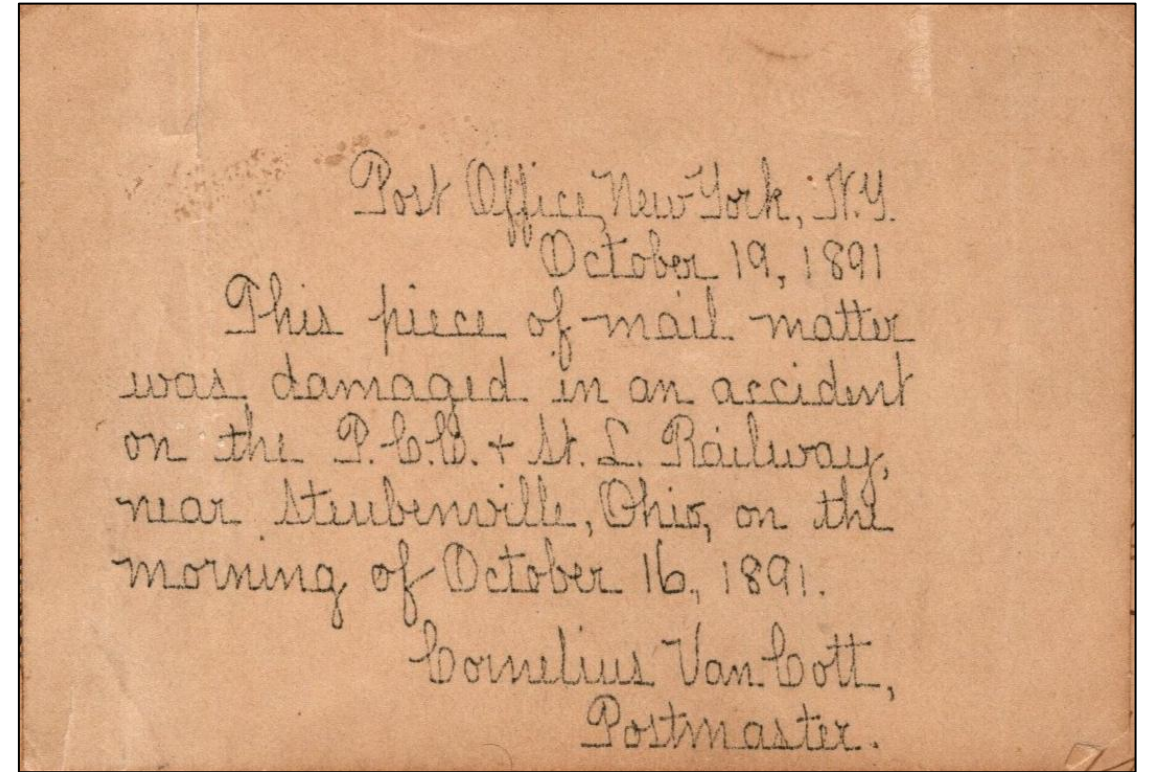 Post Office, New York, N.Y.
October 19, 1891
This piece of mail matter
was damaged in an accident
on the P. C. C. + St. L. Railway,
near Steubenville, Ohio, on the
morning of October 16, 1891.
Cornelius Van Cott,
Postmaster.